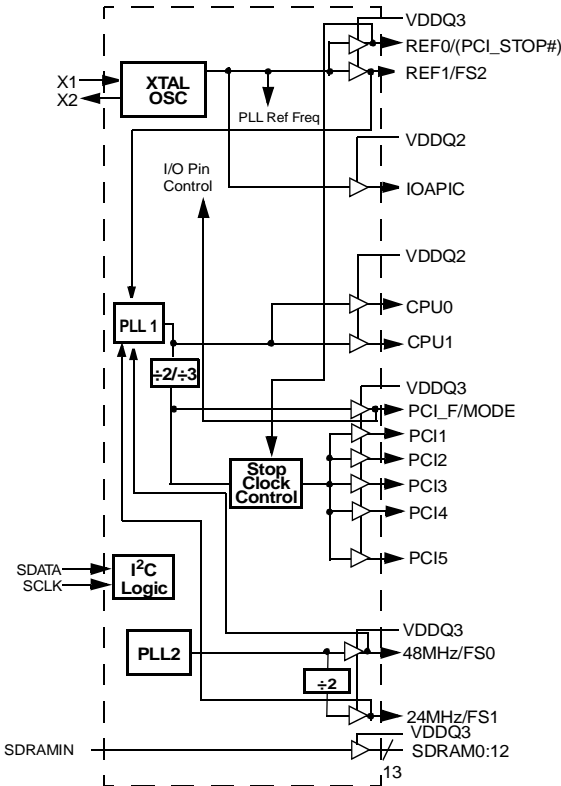 VDDQ3
REF0/(PCI_STOP#)
X1
X2
XTAL
OSC
REF1/FS2
PLL Ref Freq
VDDQ2
I/O Pin
Control
IOAPIC
VDDQ2
CPU0
PLL 1
CPU1
÷2/÷3
VDDQ3
PCI_F/MODE
PCI1
Stop
Clock
Control
PCI2
PCI3
PCI4
PCI5
SDATA
SCLK
I2C
Logic
VDDQ3
PLL2
48MHz/FS0
÷2
24MHz/FS1
VDDQ3
SDRAMIN
SDRAM0:12
13